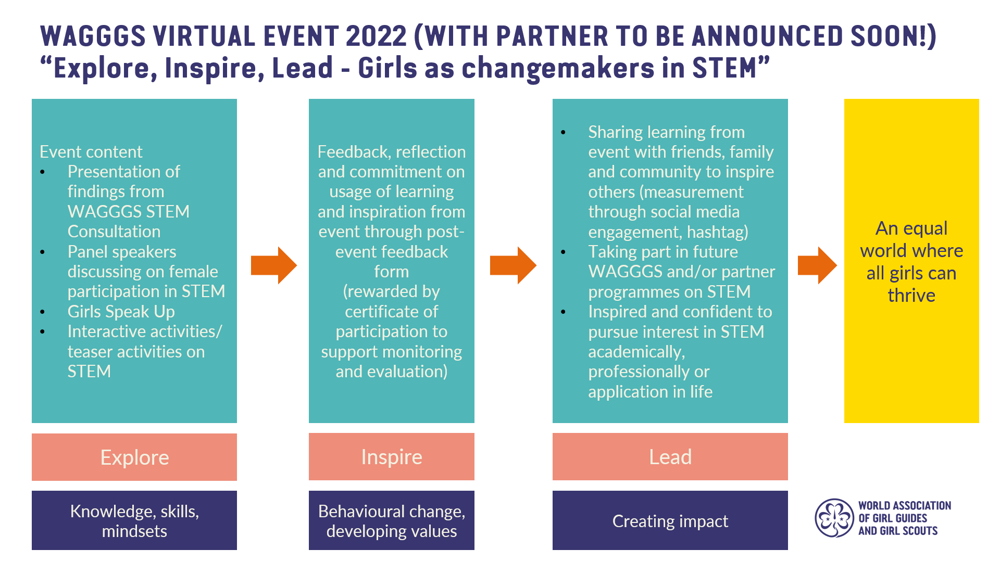 WAGGGS VIRTUAL EVENT 2022 (WITH PARTNER TO BE ANNOUNCED SOON!)
“Explore, Inspire, Lead - Girls as changemakers in STEM”
Event content
• Presentation of
findings from
WAGGGS STEM
Consultation
• Panel speakers
discussing on female
participation in STEM
• Girls Speak Up
• Interactive activities/
teaser activities on
STEM
Explore
Knowledge, skills,
mindsets
Feedback, reflection
and commitment on
usage of learning
and inspiration from
event through post-
event feedback
form
(rewarded by
certificate of
participation to
support monitoring
and evaluation)
Inspire
Behavioural change,
developing values
• Sharing learning from
event with friends, family
and community to inspire
others (measurement
through social media
engagement, hashtag)
• Taking part in future
WAGGGS and/or partner
programmes on STEM
• Inspired and confident to
pursue interest in STEM
academically,
professionally or
application in life
Lead
Creating impact
An equal
world where
all girls can
thrive
WORLD ASSOCIATION
OF GIRL GUIDES
AND GIRL SCOUTS